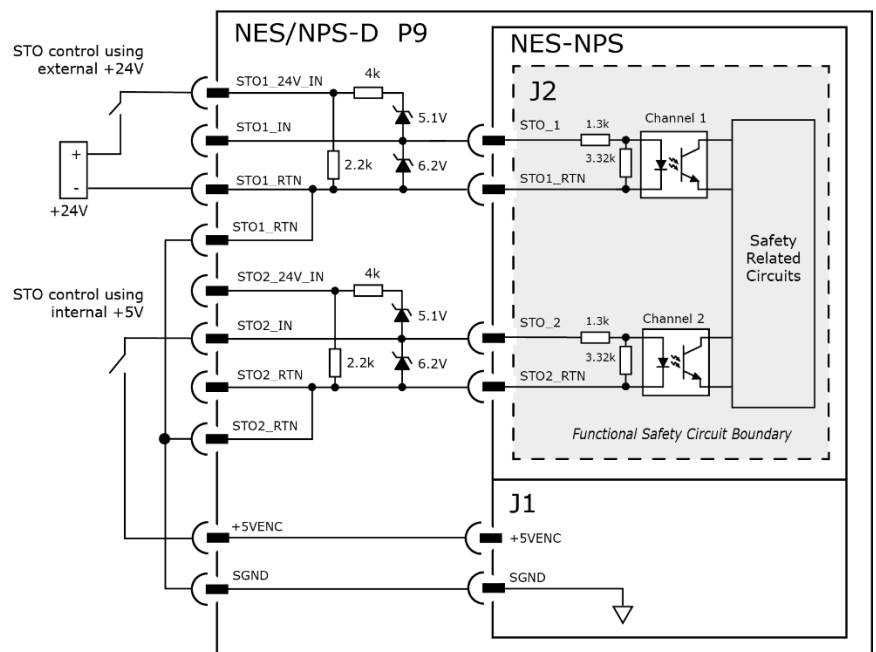 NES/NPS-D P9
NES-NPS
STO control using
external +24V
STO1_24V_IN
4k
J2
5.1V
Channel 1
STO1_IN
STO_1
1.3k
3.32k
2.2k
6.2V
+
-
STO1_RTN
STO1_RTN
+24V
STO1_RTN
Safety
Related
Circuits
STO2_24V_IN
4k
STO control using
internal +5V
5.1V
Channel 2
STO2_IN
STO_2
1.3k
3.32k
2.2k
6.2V
STO2_RTN
STO2_RTN
STO2_RTN
Functional Safety Circuit Boundary
J1
+5VENC
+5VENC
SGND
SGND